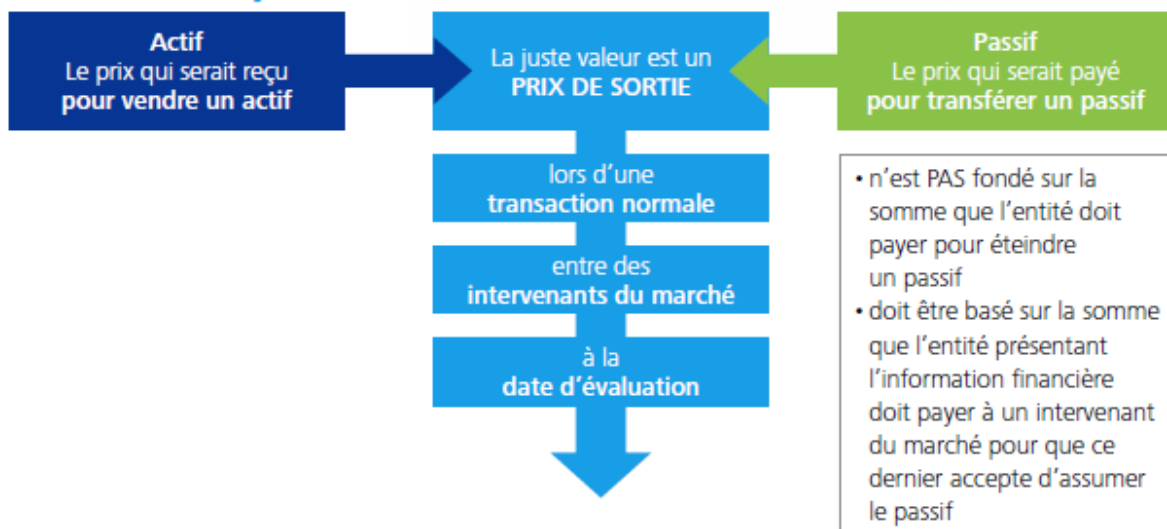 Actif
Le prix qui serait reçu
pour vendre un actif
La juste valeur est un
PRIX DE SORTIE
Passif
Le prix qui serait payé
pour transférer un passif
lors d’une
transaction normale
entre des
intervenants du marché
à la
date d’évaluation
• n’est PAS fondé sur la
somme que l’entité doit
payer pour éteindre
un passif
• doit être basé sur la somme
que l’entité présentant
l’information financière
doit payer à un intervenant
du marché pour que ce
dernier accepte d’assumer
le passif